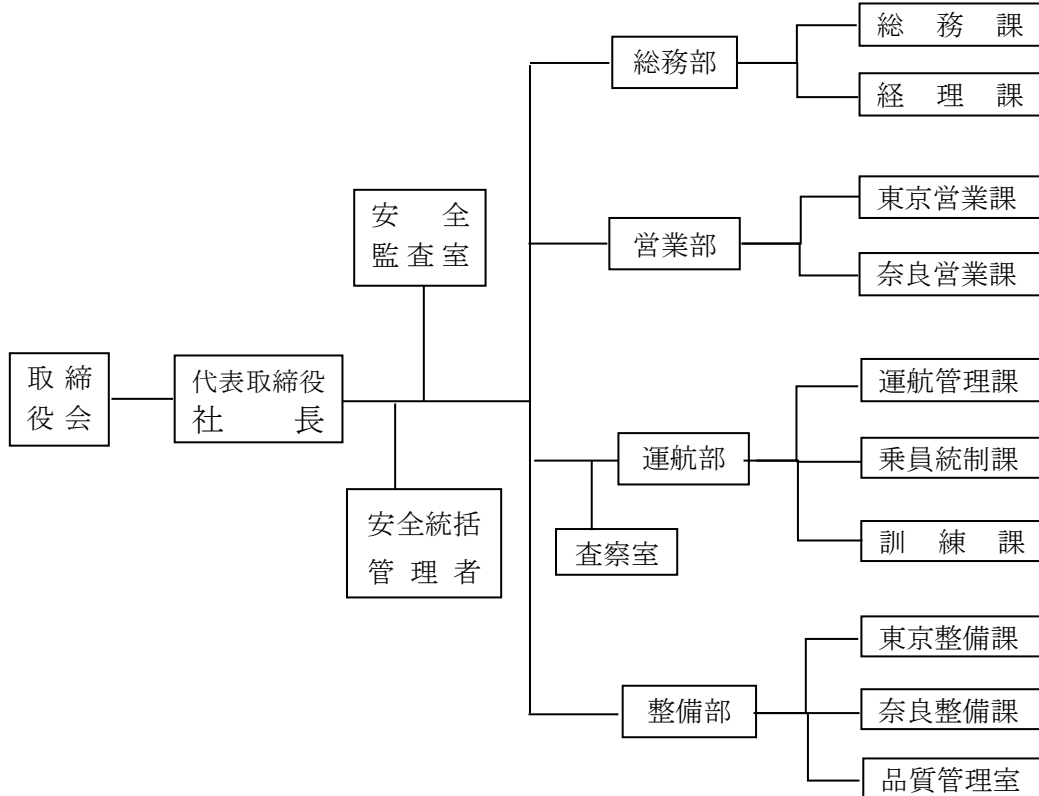 取締
役会
代表取締役
社長
安全
監査室
安全統括
管理者
総務部
総務課
経理課
営業部
東京営業課
奈良営業課
運航部
査察室
運航管理課
乗員統制課
訓練課
整備部
東京整備課
奈良整備課
品質管理室